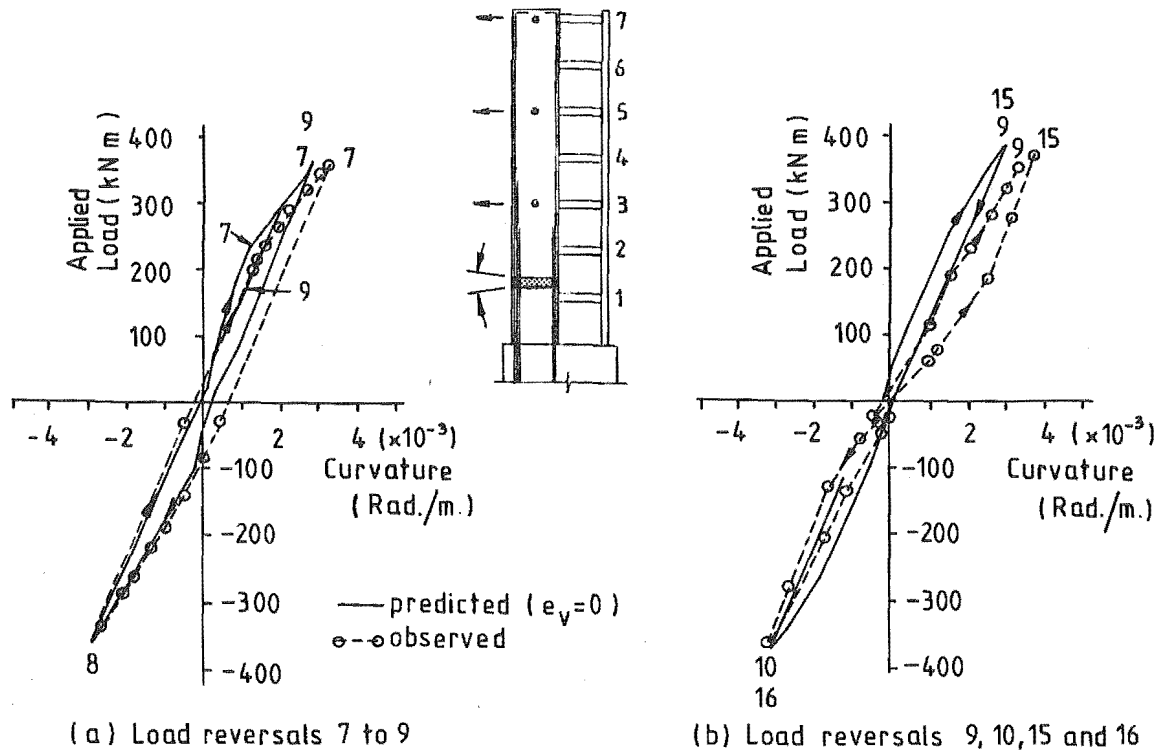 7
6
5
4
3
2
1
Applied
Load (kNm)
400
300
200
100
-100
-200
-300
-400
-4
-2
2
4 (x10⁻³)
Curvature
(Rad./m.)
9
7
7
7
9
8
predicted (e_v=0)
observed
(a) Load reversals 7 to 9
Applied
Load (kNm)
400
300
200
100
-100
-200
-300
-400
-4
-2
2
4 (x10⁻³)
Curvature
(Rad./m.)
15
9
9
15
10
16
(b) Load reversals 9, 10, 15 and 16